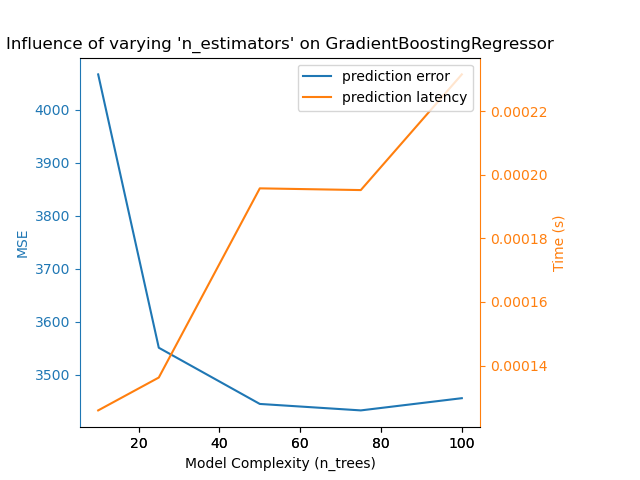 Influence of varying 'n_estimators' on GradientBoostingRegressor
prediction error
prediction latency
4000
3900
3800
3700
3600
3500
MSE
0.00022
0.00020
0.00018
0.00016
0.00014
Time (s)
20 40 60 80 100
Model Complexity (n_trees)